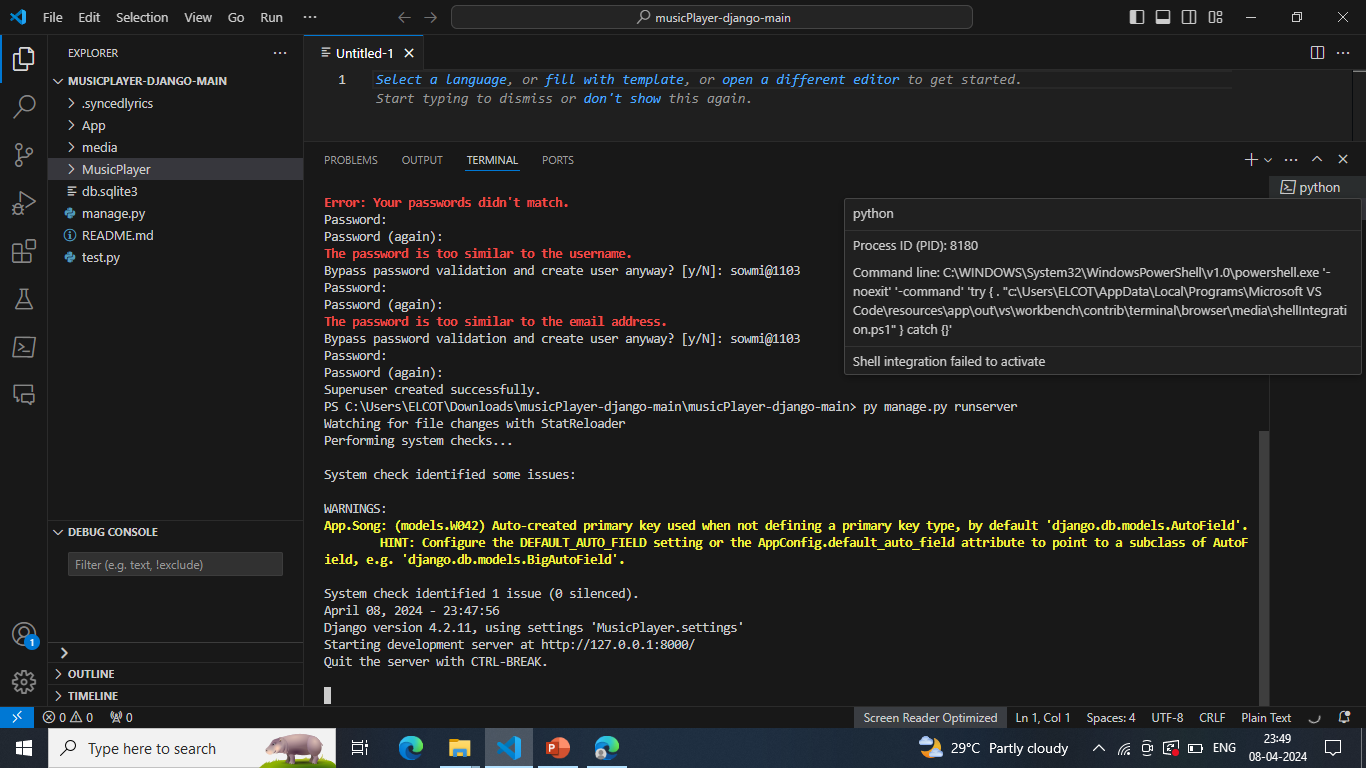 File Edit Selection View Go Run ··· musicPlayer-django-main
EXPLORER ···
MUSICPLAYER-DJANGO-MAIN
.syncedlyrics
App
media
MusicPlayer
db.sqlite3
manage.py
README.md
test.py
DEBUG CONSOLE
Filter (e.g. text, !exclude)
OUTLINE
TIMELINE
Untitled-1
1 Select a language, or fill with template, or open a different editor to get started.
Start typing to dismiss or don't show this again.
PROBLEMS OUTPUT TERMINAL PORTS
Error: Your passwords didn't match.
Password:
Password (again):
The password is too similar to the username.
Bypass password validation and create user anyway? [y/N]: sowmi@1103
Password:
Password (again):
The password is too similar to the email address.
Bypass password validation and create user anyway? [y/N]: sowmi@1103
Password:
Password (again):
Superuser created successfully.
PS C:\Users\ELCOT\Downloads\musicPlayer-django-main\musicPlayer-django-main> py manage.py runserver
Watching for file changes with StatReloader
Performing system checks...
System check identified some issues:
WARNINGS:
App.Song: (models.W042) Auto-created primary key used when not defining a primary key type, by default 'django.db.models.AutoField'.
HINT: Configure the DEFAULT_AUTO_FIELD setting or the AppConfig.default_auto_field attribute to point to a subclass of AutoF
ield, e.g. 'django.db.models.BigAutoField'.
System check identified 1 issue (0 silenced).
April 08, 2024 - 23:47:56
Django version 4.2.11, using settings 'MusicPlayer.settings'
Starting development server at http://127.0.0.1:8000/
Quit the server with CTRL-BREAK.
python
python
Process ID (PID): 8180
Command line: C:\WINDOWS\System32\WindowsPowerShell\v1.0\powershell.exe '-
noexit' '-command' 'try { . "c:\Users\ELCOT\AppData\Local\Programs\Microsoft VS
Code\resources\app\out\vs\workbench\contrib\terminal\browser\media\shellIntegrati
on.ps1" } catch {}'
Shell integration failed to activate
1
0 0 0 Screen Reader Optimized Ln 1, Col 1 Spaces: 4 UTF-8 CRLF Plain Text
Type here to search 29°C Partly cloudy ENG 23:49
08-04-2024